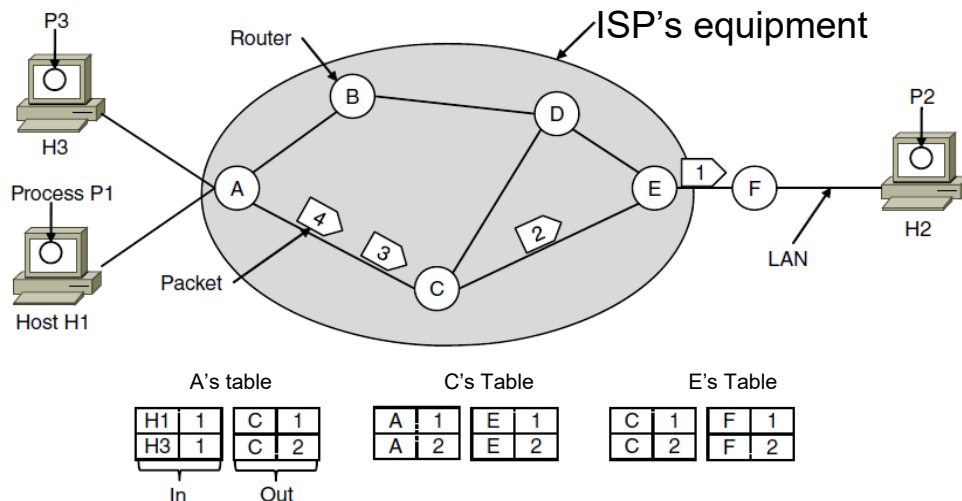 P3
ISP's equipment
Router
B
P2
D
H3
Process P1
A
1
E
F
4
2
3
H2
Packet
C
LAN
Host H1
A's table
C's Table
E's Table
H1 1 C 1 A 1 E 1 C 1 F 1
H3 1 C 2 A 2 E 2 C 2 F 2
In Out